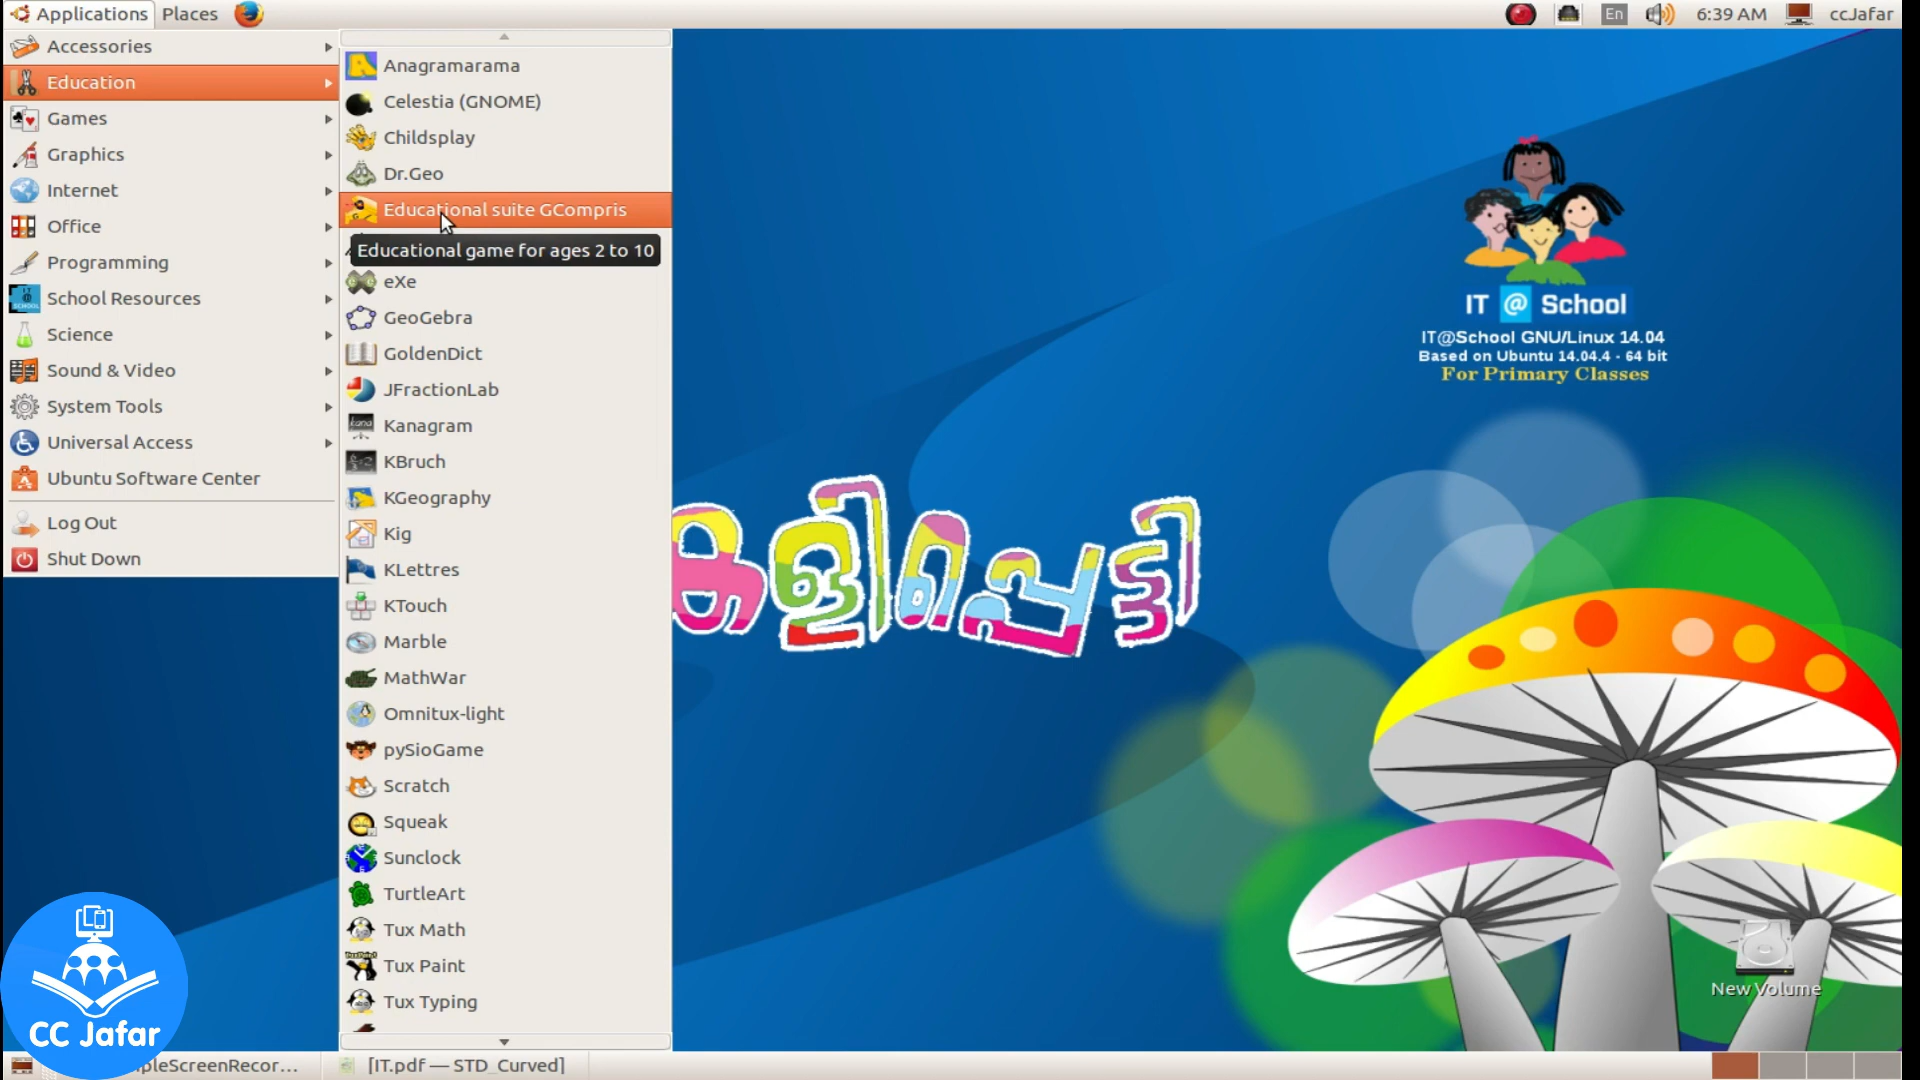 Applications Places
En 6:39 AM ccJafar
Accessories
Education
Games
Graphics
Internet
Office
Programming
School Resources
Science
Sound & Video
System Tools
Universal Access
Ubuntu Software Center
Log Out
Shut Down
Anagramarama
Celestia (GNOME)
Childsplay
Dr.Geo
Educational suite GCompris
Educational game for ages 2 to 10
eXe
GeoGebra
GoldenDict
JFractionLab
Kanagram
KBruch
KGeography
Kig
KLettres
KTouch
Marble
MathWar
Omnitux-light
pySioGame
Scratch
Squeak
Sunclock
TurtleArt
Tux Math
Tux Paint
Tux Typing
IT @ School
IT@School GNU/Linux 14.04
Based on Ubuntu 14.04.4 - 64 bit
For Primary Classes
കളിപ്പെട്ടി
New Volume
CC Jafar
pleScreenRecor...
[IT.pdf — STD_Curved]